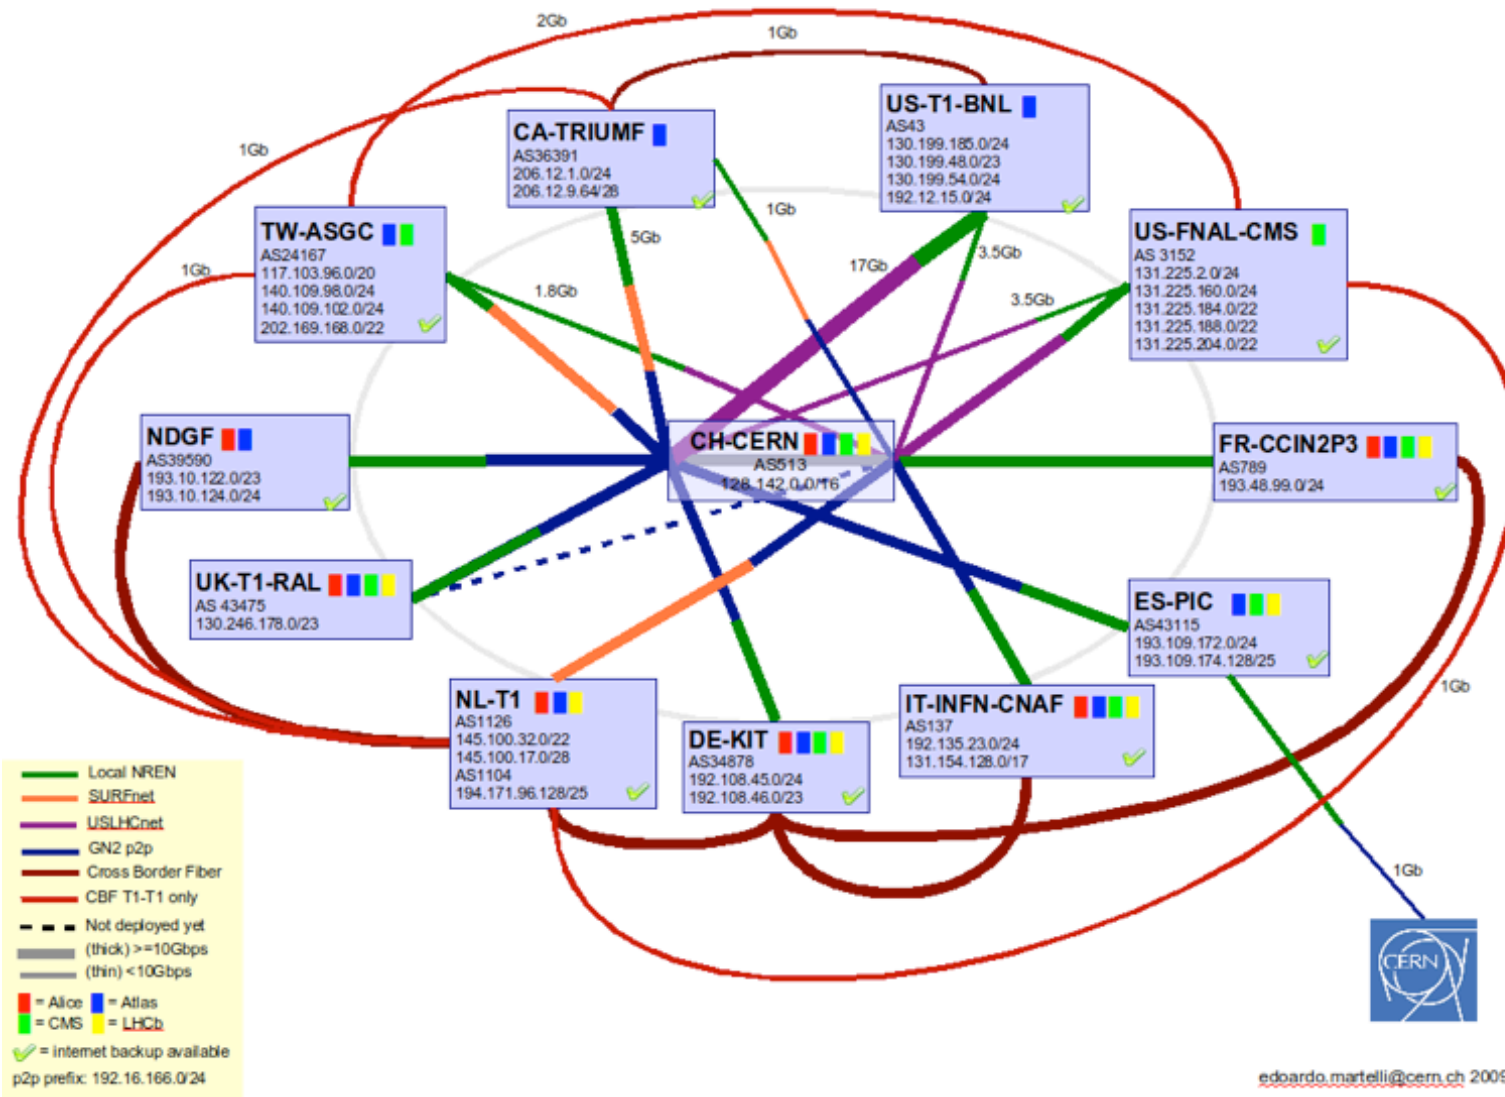 2Gb
1Gb
1Gb
1Gb
CA-TRIUMF
AS36391
206.12.1.0/24
206.12.9.64/28
US-T1-BNL
AS43
130.199.185.0/24
130.199.48.0/23
130.199.54.0/24
192.12.15.0/24
1Gb
5Gb
17Gb
3.5Gb
3.5Gb
1.8Gb
TW-ASGC
AS24167
117.103.96.0/20
140.109.98.0/24
140.109.102.0/24
202.169.168.0/22
US-FNAL-CMS
AS 3152
131.225.2.0/24
131.225.160.0/24
131.225.184.0/22
131.225.188.0/22
131.225.204.0/22
NDGF
AS39590
193.10.122.0/23
193.10.124.0/24
CH-CERN
AS513
128.142.0.0/16
FR-CCIN2P3
AS789
193.48.99.0/24
UK-T1-RAL
AS 43475
130.246.178.0/23
ES-PIC
AS43115
193.109.172.0/24
193.109.174.128/25
NL-T1
AS1126
145.100.32.0/22
145.100.17.0/28
AS1104
194.171.96.128/25
DE-KIT
AS34878
192.108.45.0/24
192.108.46.0/23
IT-INFN-CNAF
AS137
192.135.23.0/24
131.154.128.0/17
1Gb
1Gb
CERN
Local NREN
SURFnet
USLHCnet
GN2 p2p
Cross Border Fiber
CBF T1-T1 only
Not deployed yet
(thick) >=10Gbps
(thin) <10Gbps
= Alice = Atlas
= CMS = LHCb
= internet backup available
p2p prefix: 192.16.166.0/24
edoardo.martelli@cern.ch 2009